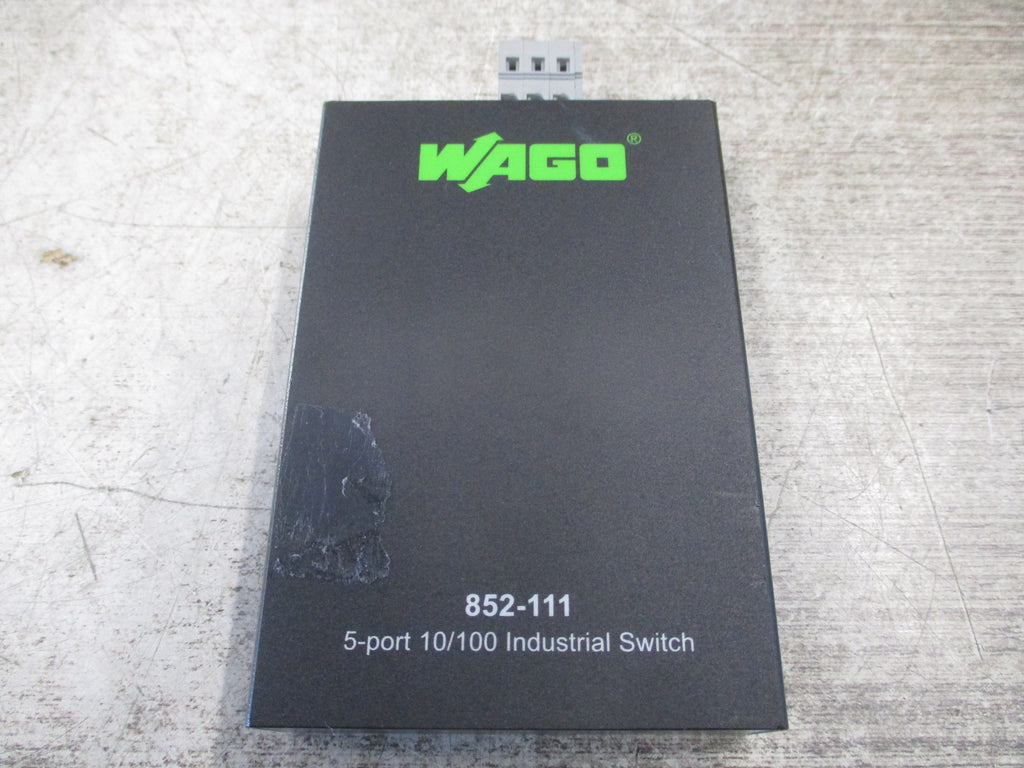 WAGO®
852-111
5-port 10/100 Industrial Switch